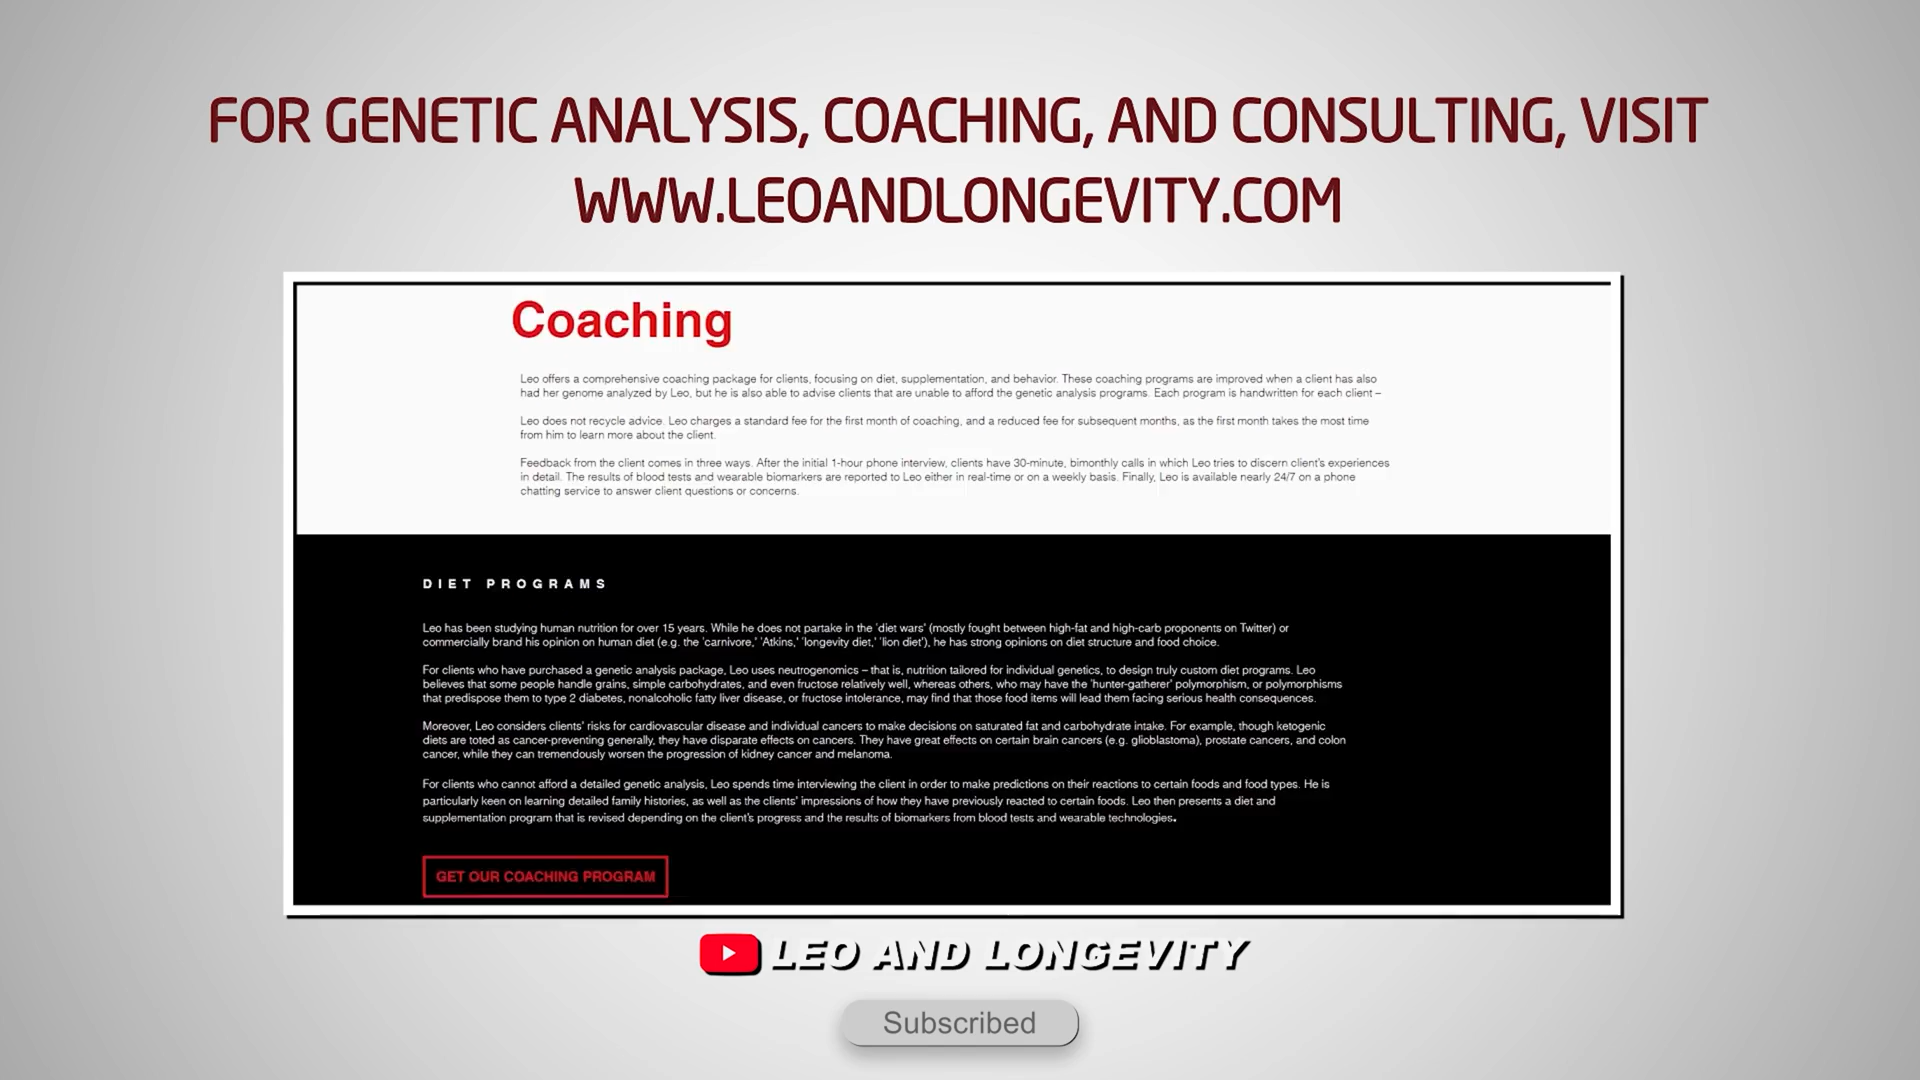 FOR GENETIC ANALYSIS, COACHING, AND CONSULTING, VISIT
WWW.LEOANDLONGEVITY.COM
Coaching
Leo offers a comprehensive coaching package for clients, focusing on diet, supplementation, and behavior. These coaching programs are improved when a client has also
had her genome analyzed by Leo, but he is also able to advise clients that are unable to afford the genetic analysis programs. Each program is handwritten for each client –
Leo does not recycle advice. Leo charges a standard fee for the first month of coaching, and a reduced fee for subsequent months, as the first month takes the most time
from him to learn more about the client.
Feedback from the client comes in three ways. After the initial 1-hour phone interview, clients have 30-minute, bimonthly calls in which Leo tries to discern client's experiences
in detail. The results of blood tests and wearable biomarkers are reported to Leo either in real-time or on a weekly basis. Finally, Leo is available nearly 24/7 on a phone
chatting service to answer client questions or concerns.
DIET PROGRAMS
Leo has been studying human nutrition for over 15 years. While he does not partake in the 'diet wars' (mostly fought between high-fat and high-carb proponents on Twitter) or
commercially brand his opinion on human diet (e.g. the 'carnivore,' 'Atkins,' 'longevity diet,' 'lion diet'), he has strong opinions on diet structure and food choice.
For clients who have purchased a genetic analysis package, Leo uses neutrogenomics – that is, nutrition tailored for individual genetics, to design truly custom diet programs. Leo
believes that some people handle grains, simple carbohydrates, and even fructose relatively well, whereas others, who may have the 'hunter-gatherer' polymorphism, or polymorphisms
that predispose them to type 2 diabetes, nonalcoholic fatty liver disease, or fructose intolerance, may find that those food items will lead them facing serious health consequences.
Moreover, Leo considers clients' risks for cardiovascular disease and individual cancers to make decisions on saturated fat and carbohydrate intake. For example, though ketogenic
diets are toted as cancer-preventing generally, they have disparate effects on cancers. They have great effects on certain brain cancers (e.g. glioblastoma), prostate cancers, and colon
cancer, while they can tremendously worsen the progression of kidney cancer and melanoma.
For clients who cannot afford a detailed genetic analysis, Leo spends time interviewing the client in order to make predictions on their reactions to certain foods and food types. He is
particularly keen on learning detailed family histories, as well as the clients' impressions of how they have previously reacted to certain foods. Leo then presents a diet and
supplementation program that is revised depending on the client's progress and the results of biomarkers from blood tests and wearable technologies.
GET OUR COACHING PROGRAM
LEO AND LONGEVITY
Subscribed